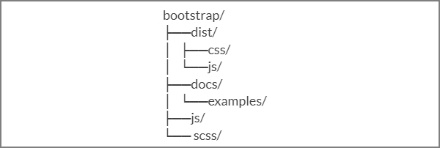 bootstrap/
├──dist/
│  ├──css/
│  └──js/
├──docs/
│  └──examples/
├──js/
└──scss/